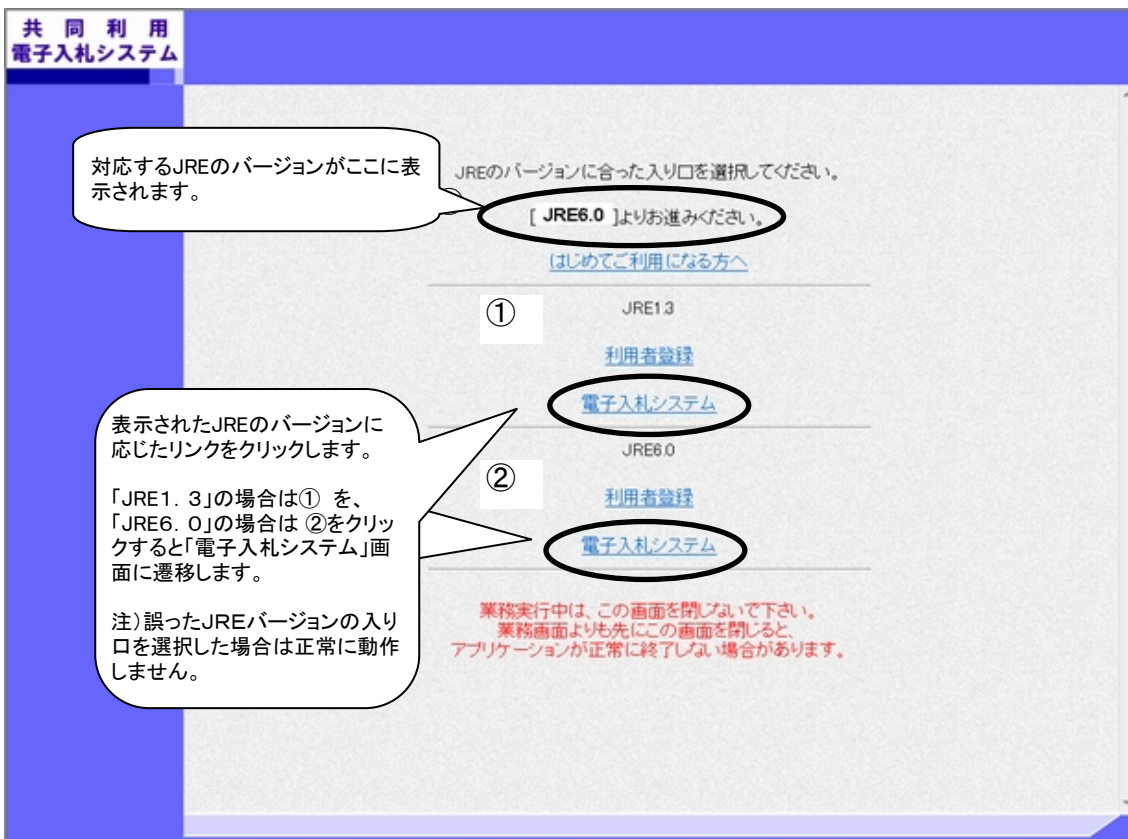 共 同 利 用
電子入札システム
対応するJREのバージョンがここに表
示されます。
JREのバージョンに合った入り口を選択してください。
[ JRE6.0 ]よりお進みください。
はじめてご利用になる方へ
①
JRE1.3
利用者登録
電子入札システム
表示されたJREのバージョンに
応じたリンクをクリックします。
「JRE1．3」の場合は① を、
「JRE6．0」の場合は ②をクリッ
クすると「電子入札システム」画
面に遷移します。
注）誤ったJREバージョンの入り
口を選択した場合は正常に動作
しません。
②
JRE6.0
利用者登録
電子入札システム
業務実行中は、この画面を閉じないで下さい。
業務画面よりも先にこの画面を閉じると、
アプリケーションが正常に終了しない場合があります。